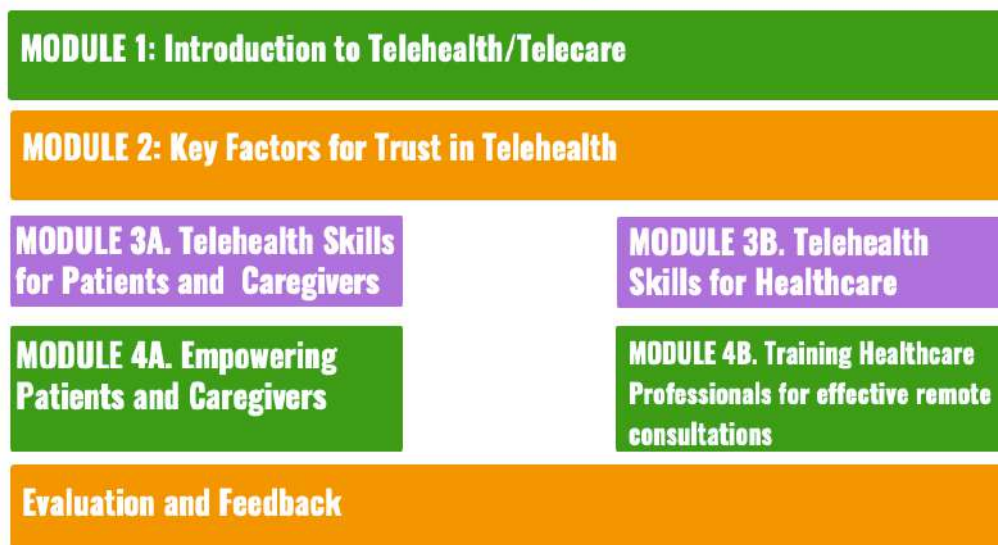 MODULE 1: Introduction to Telehealth/Telecare
MODULE 2: Key Factors for Trust in Telehealth
MODULE 3A. Telehealth Skills
for Patients and Caregivers
MODULE 3B. Telehealth
Skills for Healthcare
MODULE 4A. Empowering
Patients and Caregivers
MODULE 4B. Training Healthcare
Professionals for effective remote
consultations
Evaluation and Feedback